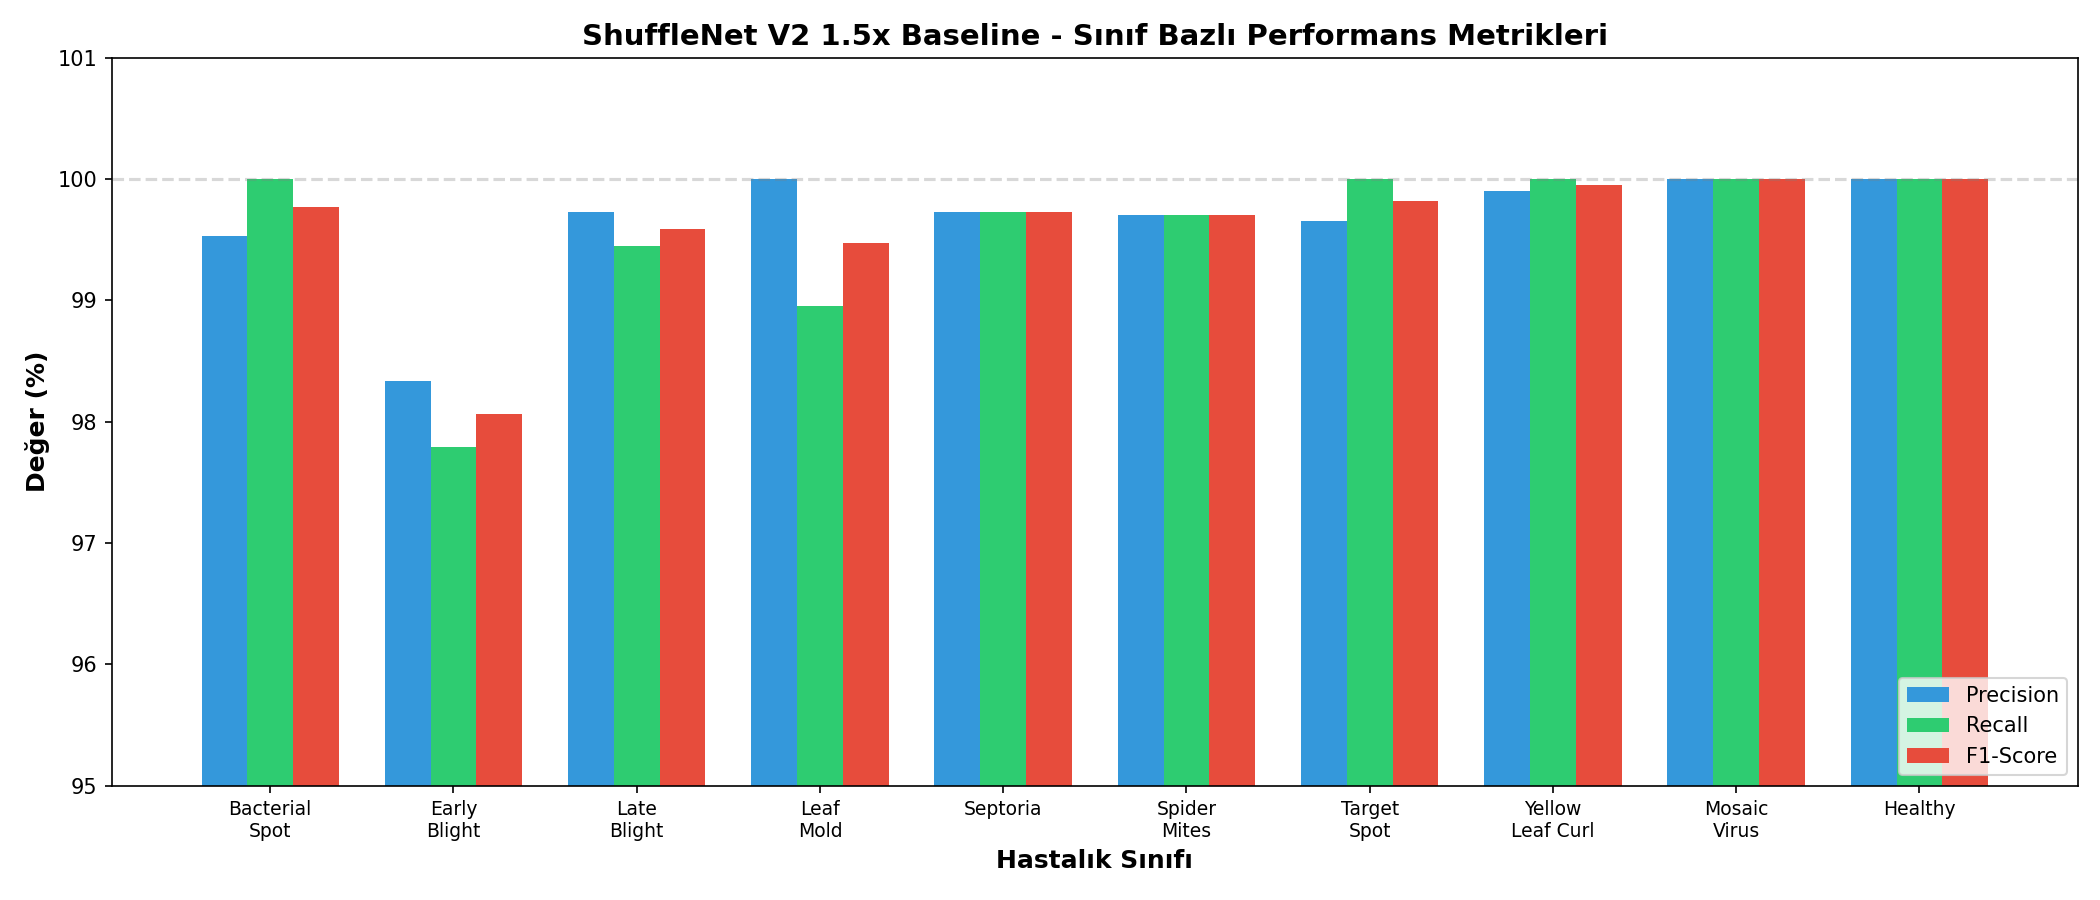 ShuffleNet V2 1.5x Baseline - Sınıf Bazlı Performans Metrikleri
101
100
99
98
97
96
95
Değer (%)
Bacterial
Spot
Early
Blight
Late
Blight
Leaf
Mold
Septoria
Spider
Mites
Target
Spot
Yellow
Leaf Curl
Mosaic
Virus
Healthy
Hastalık Sınıfı
Precision
Recall
F1-Score